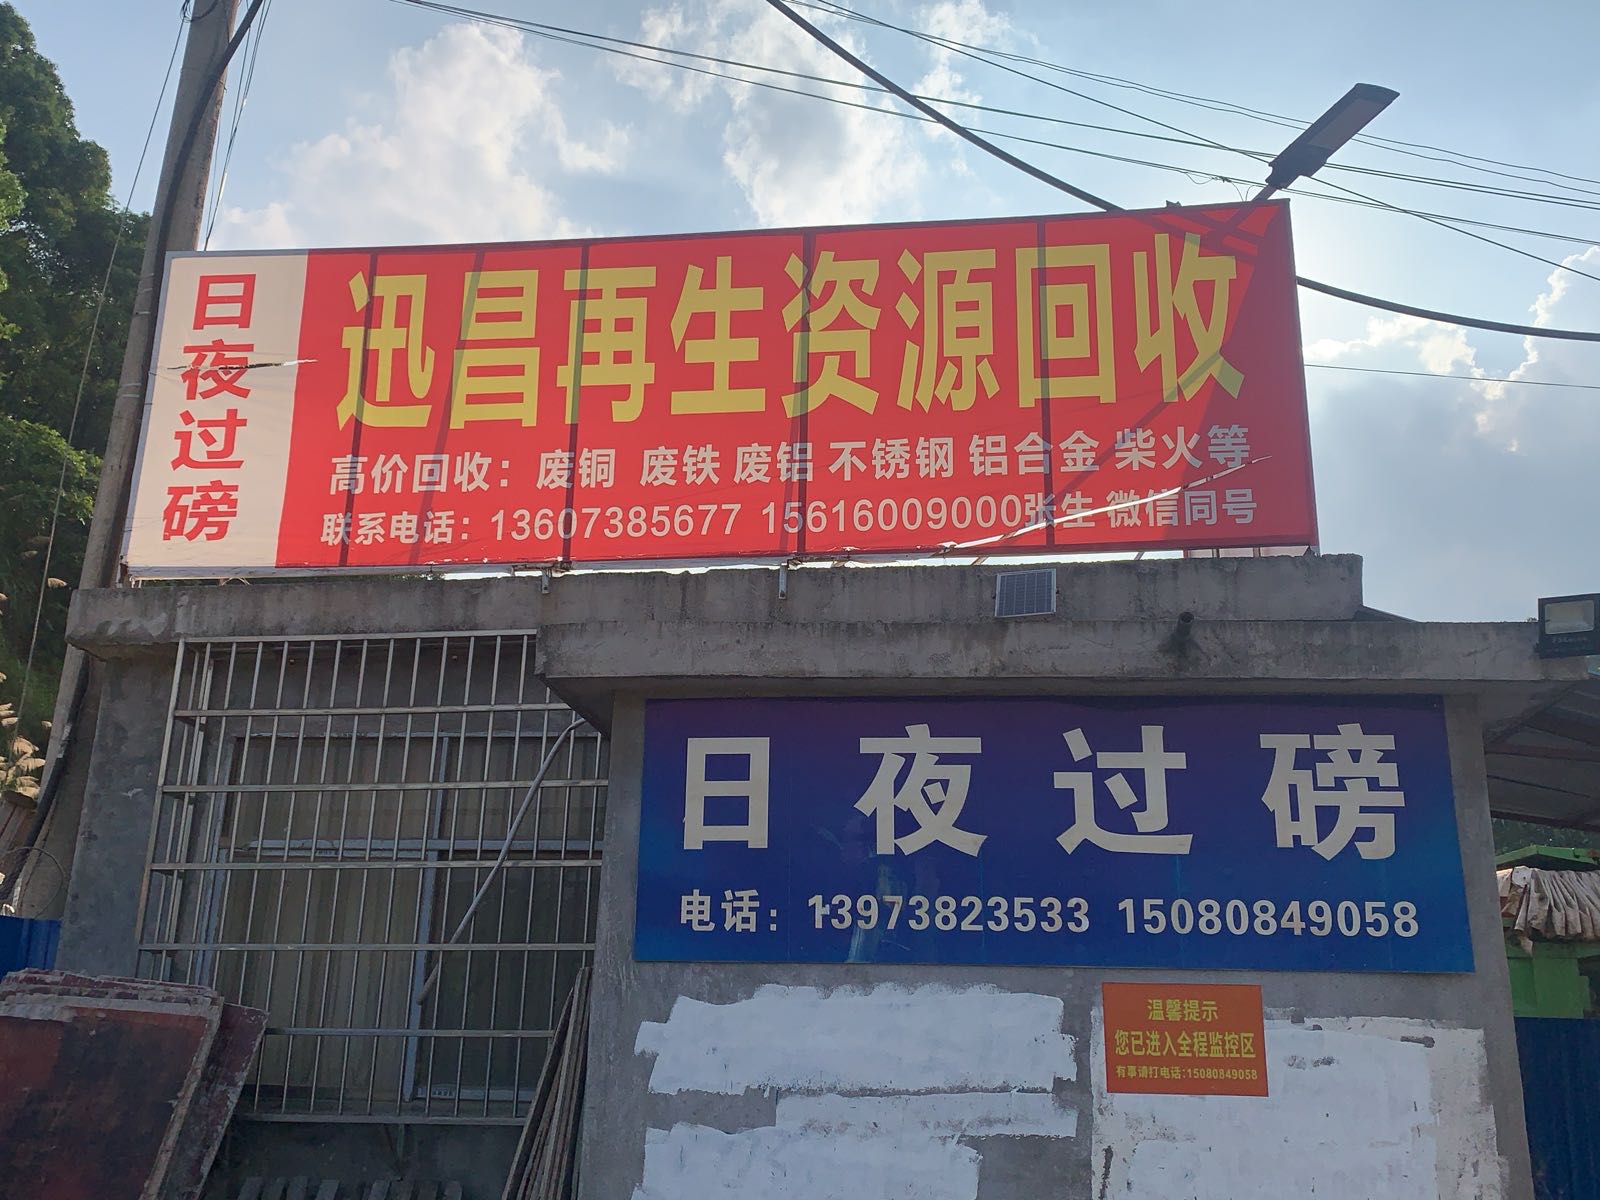 日夜过磅
迅昌再生资源回收
高价回收：废铜 废铁 废铝 不锈钢 铝合金 柴火等
联系电话：13607385677 15616009000张生 微信同号
日夜过磅
电话：13973823533 15080849058
温馨提示
您已进入全程监控区
有事请打电话：15080849058